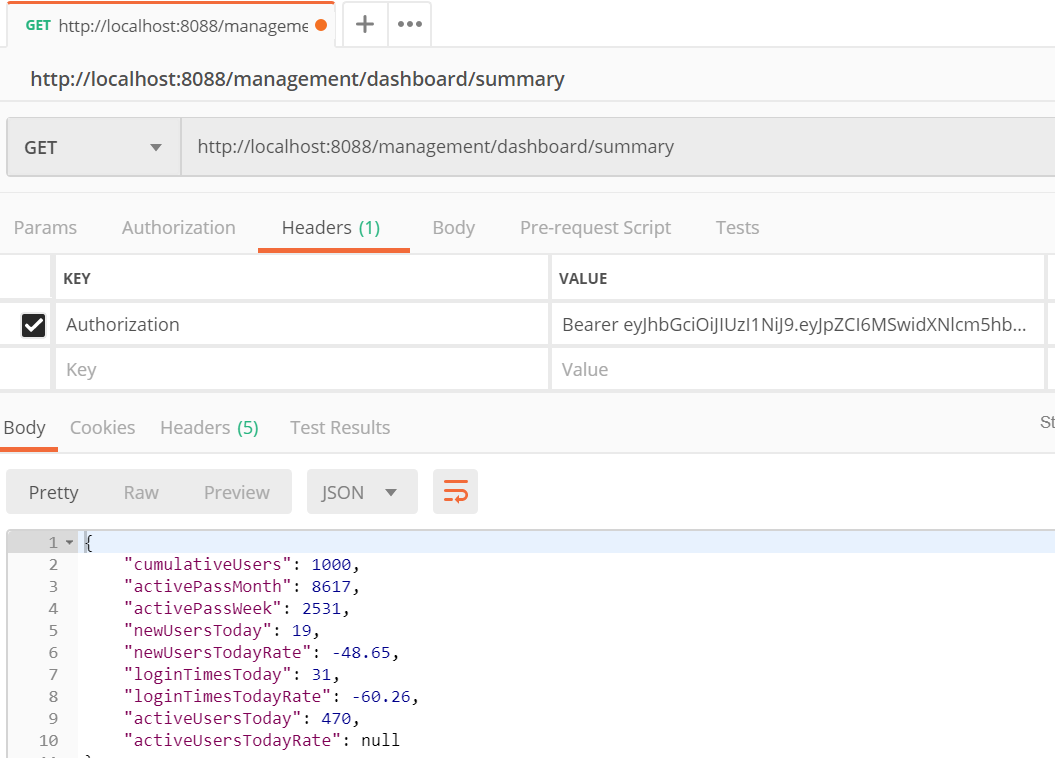 GET http://localhost:8088/manageme
http://localhost:8088/management/dashboard/summary
GET http://localhost:8088/management/dashboard/summary
Params Authorization Headers (1) Body Pre-request Script Tests
KEY VALUE
Authorization Bearer eyJhbGciOiJIUzI1NiJ9.eyJpZCI6MSwidXNlcm5hb...
Key Value
Body Cookies Headers (5) Test Results St
Pretty Raw Preview JSON
1 {
2 "cumulativeUsers": 1000,
3 "activePassMonth": 8617,
4 "activePassWeek": 2531,
5 "newUsersToday": 19,
6 "newUsersTodayRate": -48.65,
7 "loginTimesToday": 31,
8 "loginTimesTodayRate": -60.26,
9 "activeUsersToday": 470,
10 "activeUsersTodayRate": null